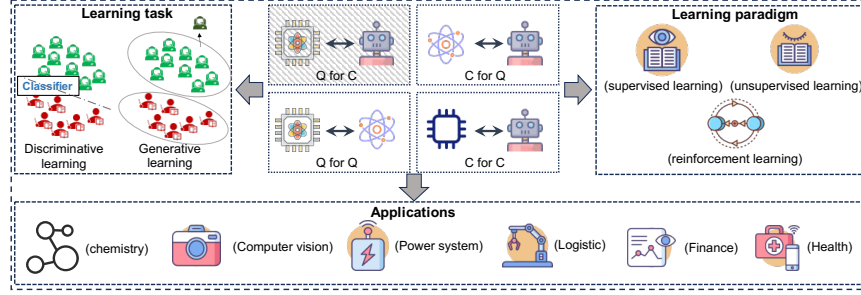 Learning task
Classifier
Discriminative
learning
Generative
learning
Q for C
C for Q
Q for Q
C for C
Learning paradigm
(supervised learning) (unsupervised learning)
(reinforcement learning)
Applications
(chemistry)
(Computer vision)
(Power system)
(Logistic)
(Finance)
(Health)